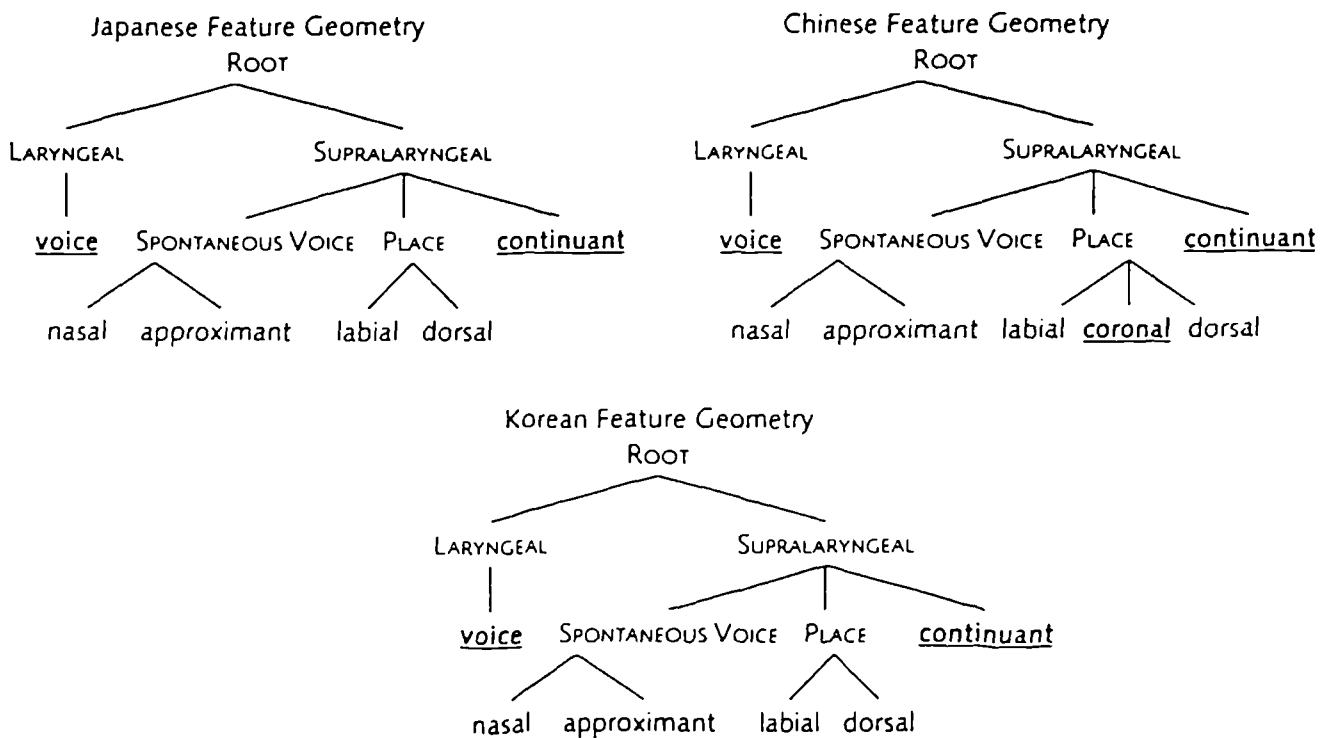 Japanese Feature Geometry
ROOT
LARYNGEAL SUPRALARYNGEAL
voice SPONTANEOUS VOICE PLACE continuant
nasal approximant labial dorsal
Chinese Feature Geometry
ROOT
LARYNGEAL SUPRALARYNGEAL
voice SPONTANEOUS VOICE PLACE continuant
nasal approximant labial coronal dorsal
Korean Feature Geometry
ROOT
LARYNGEAL SUPRALARYNGEAL
voice SPONTANEOUS VOICE PLACE continuant
nasal approximant labial dorsal